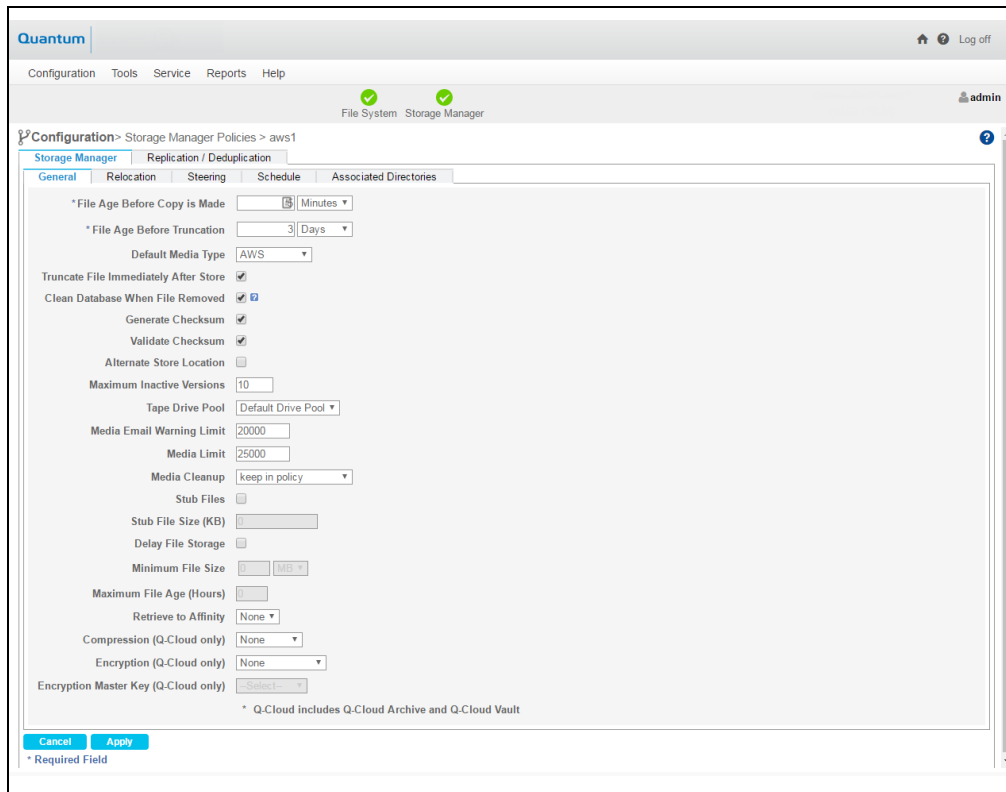 Quantum
Log off
Configuration Tools Service Reports Help
File System Storage Manager
admin
Configuration> Storage Manager Policies > aws1
Storage Manager Replication / Deduplication
General Relocation Steering Schedule Associated Directories
* File Age Before Copy is Made Minutes
* File Age Before Truncation 3 Days
Default Media Type AWS
Truncate File Immediately After Store
Clean Database When File Removed ?
Generate Checksum
Validate Checksum
Alternate Store Location
Maximum Inactive Versions 10
Tape Drive Pool Default Drive Pool
Media Email Warning Limit 20000
Media Limit 25000
Media Cleanup keep in policy
Stub Files
Stub File Size (KB) 0
Delay File Storage
Minimum File Size 0 MB
Maximum File Age (Hours) 0
Retrieve to Affinity None
Compression (Q-Cloud only) None
Encryption (Q-Cloud only) None
Encryption Master Key (Q-Cloud only) --Select--
* Q-Cloud includes Q-Cloud Archive and Q-Cloud Vault
Cancel Apply
* Required Field